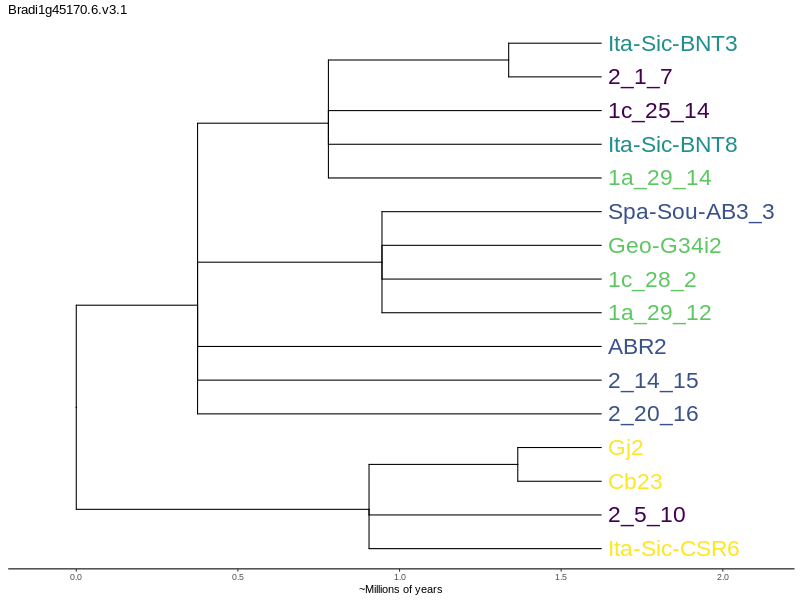 Bradi1g45170.6.v3.1
Ita-Sic-BNT3
2_1_7
1c_25_14
Ita-Sic-BNT8
1a_29_14
Spa-Sou-AB3_3
Geo-G34i2
1c_28_2
1a_29_12
ABR2
2_14_15
2_20_16
Gj2
Cb23
2_5_10
Ita-Sic-CSR6
0.0 0.5 1.0 1.5 2.0
~Millions of years